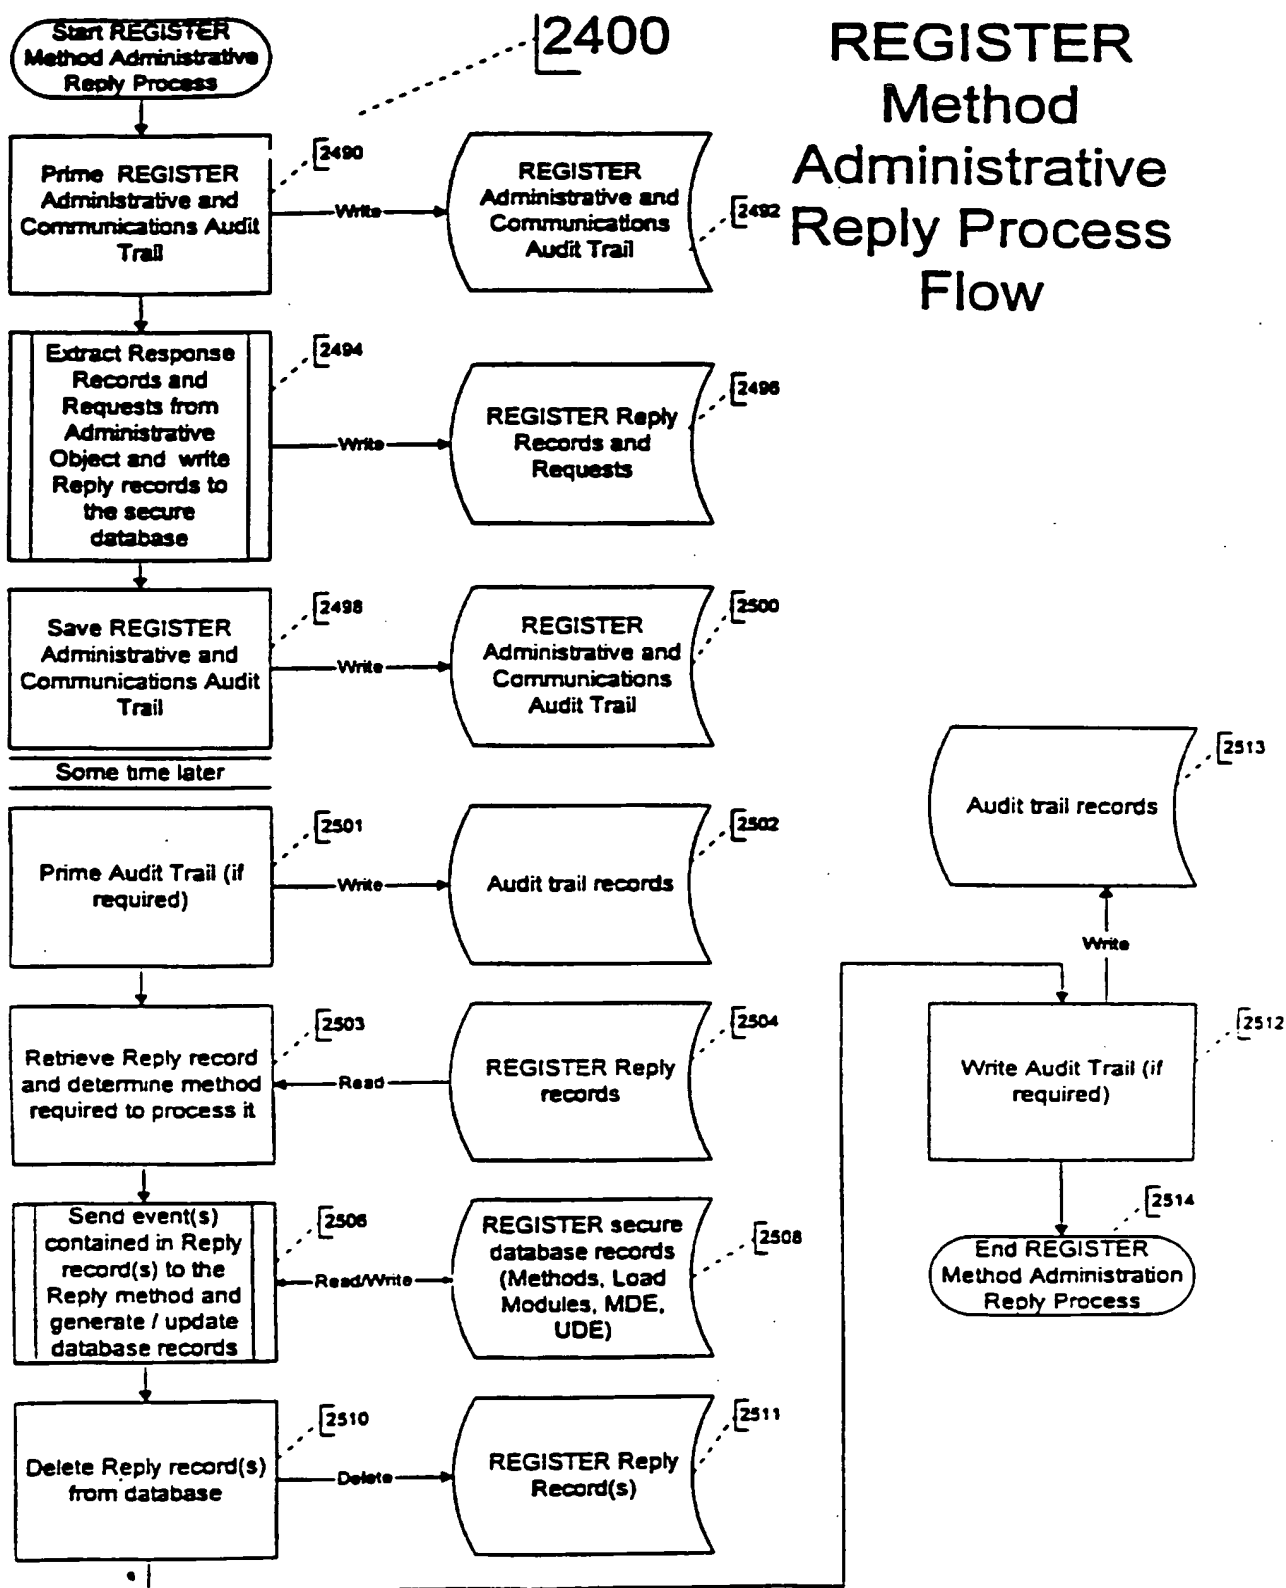 Start REGISTER
Method Administrative
Reply Process
2400
REGISTER
Method
Administrative
Reply Process
Flow
Prime REGISTER
Administrative and
Communications Audit
Trail
2490
Write
REGISTER
Administrative and
Communications
Audit Trail
2492
Extract Response
Records and
Requests from
Administrative
Object and write
Reply records to
the secure
database
2494
Write
REGISTER Reply
Records and
Requests
2496
Save REGISTER
Administrative and
Communications Audit
Trail
2498
Write
REGISTER
Administrative and
Communications
Audit Trail
2500
Some time later
Prime Audit Trail (if
required)
2501
Write
Audit trail records
2502
Retrieve Reply record
and determine method
required to process it
2503
Read
REGISTER Reply
records
2504
Send event(s)
contained in Reply
record(s) to the
Reply method and
generate / update
database records
2506
Read/Write
REGISTER secure
database records
(Methods, Load
Modules, MDE,
UDE)
2508
Delete Reply record(s)
from database
2510
Delete
REGISTER Reply
Record(s)
2511
Audit trail records
2513
Write
Write Audit Trail (if
required)
2512
2514
End REGISTER
Method Administration
Reply Process